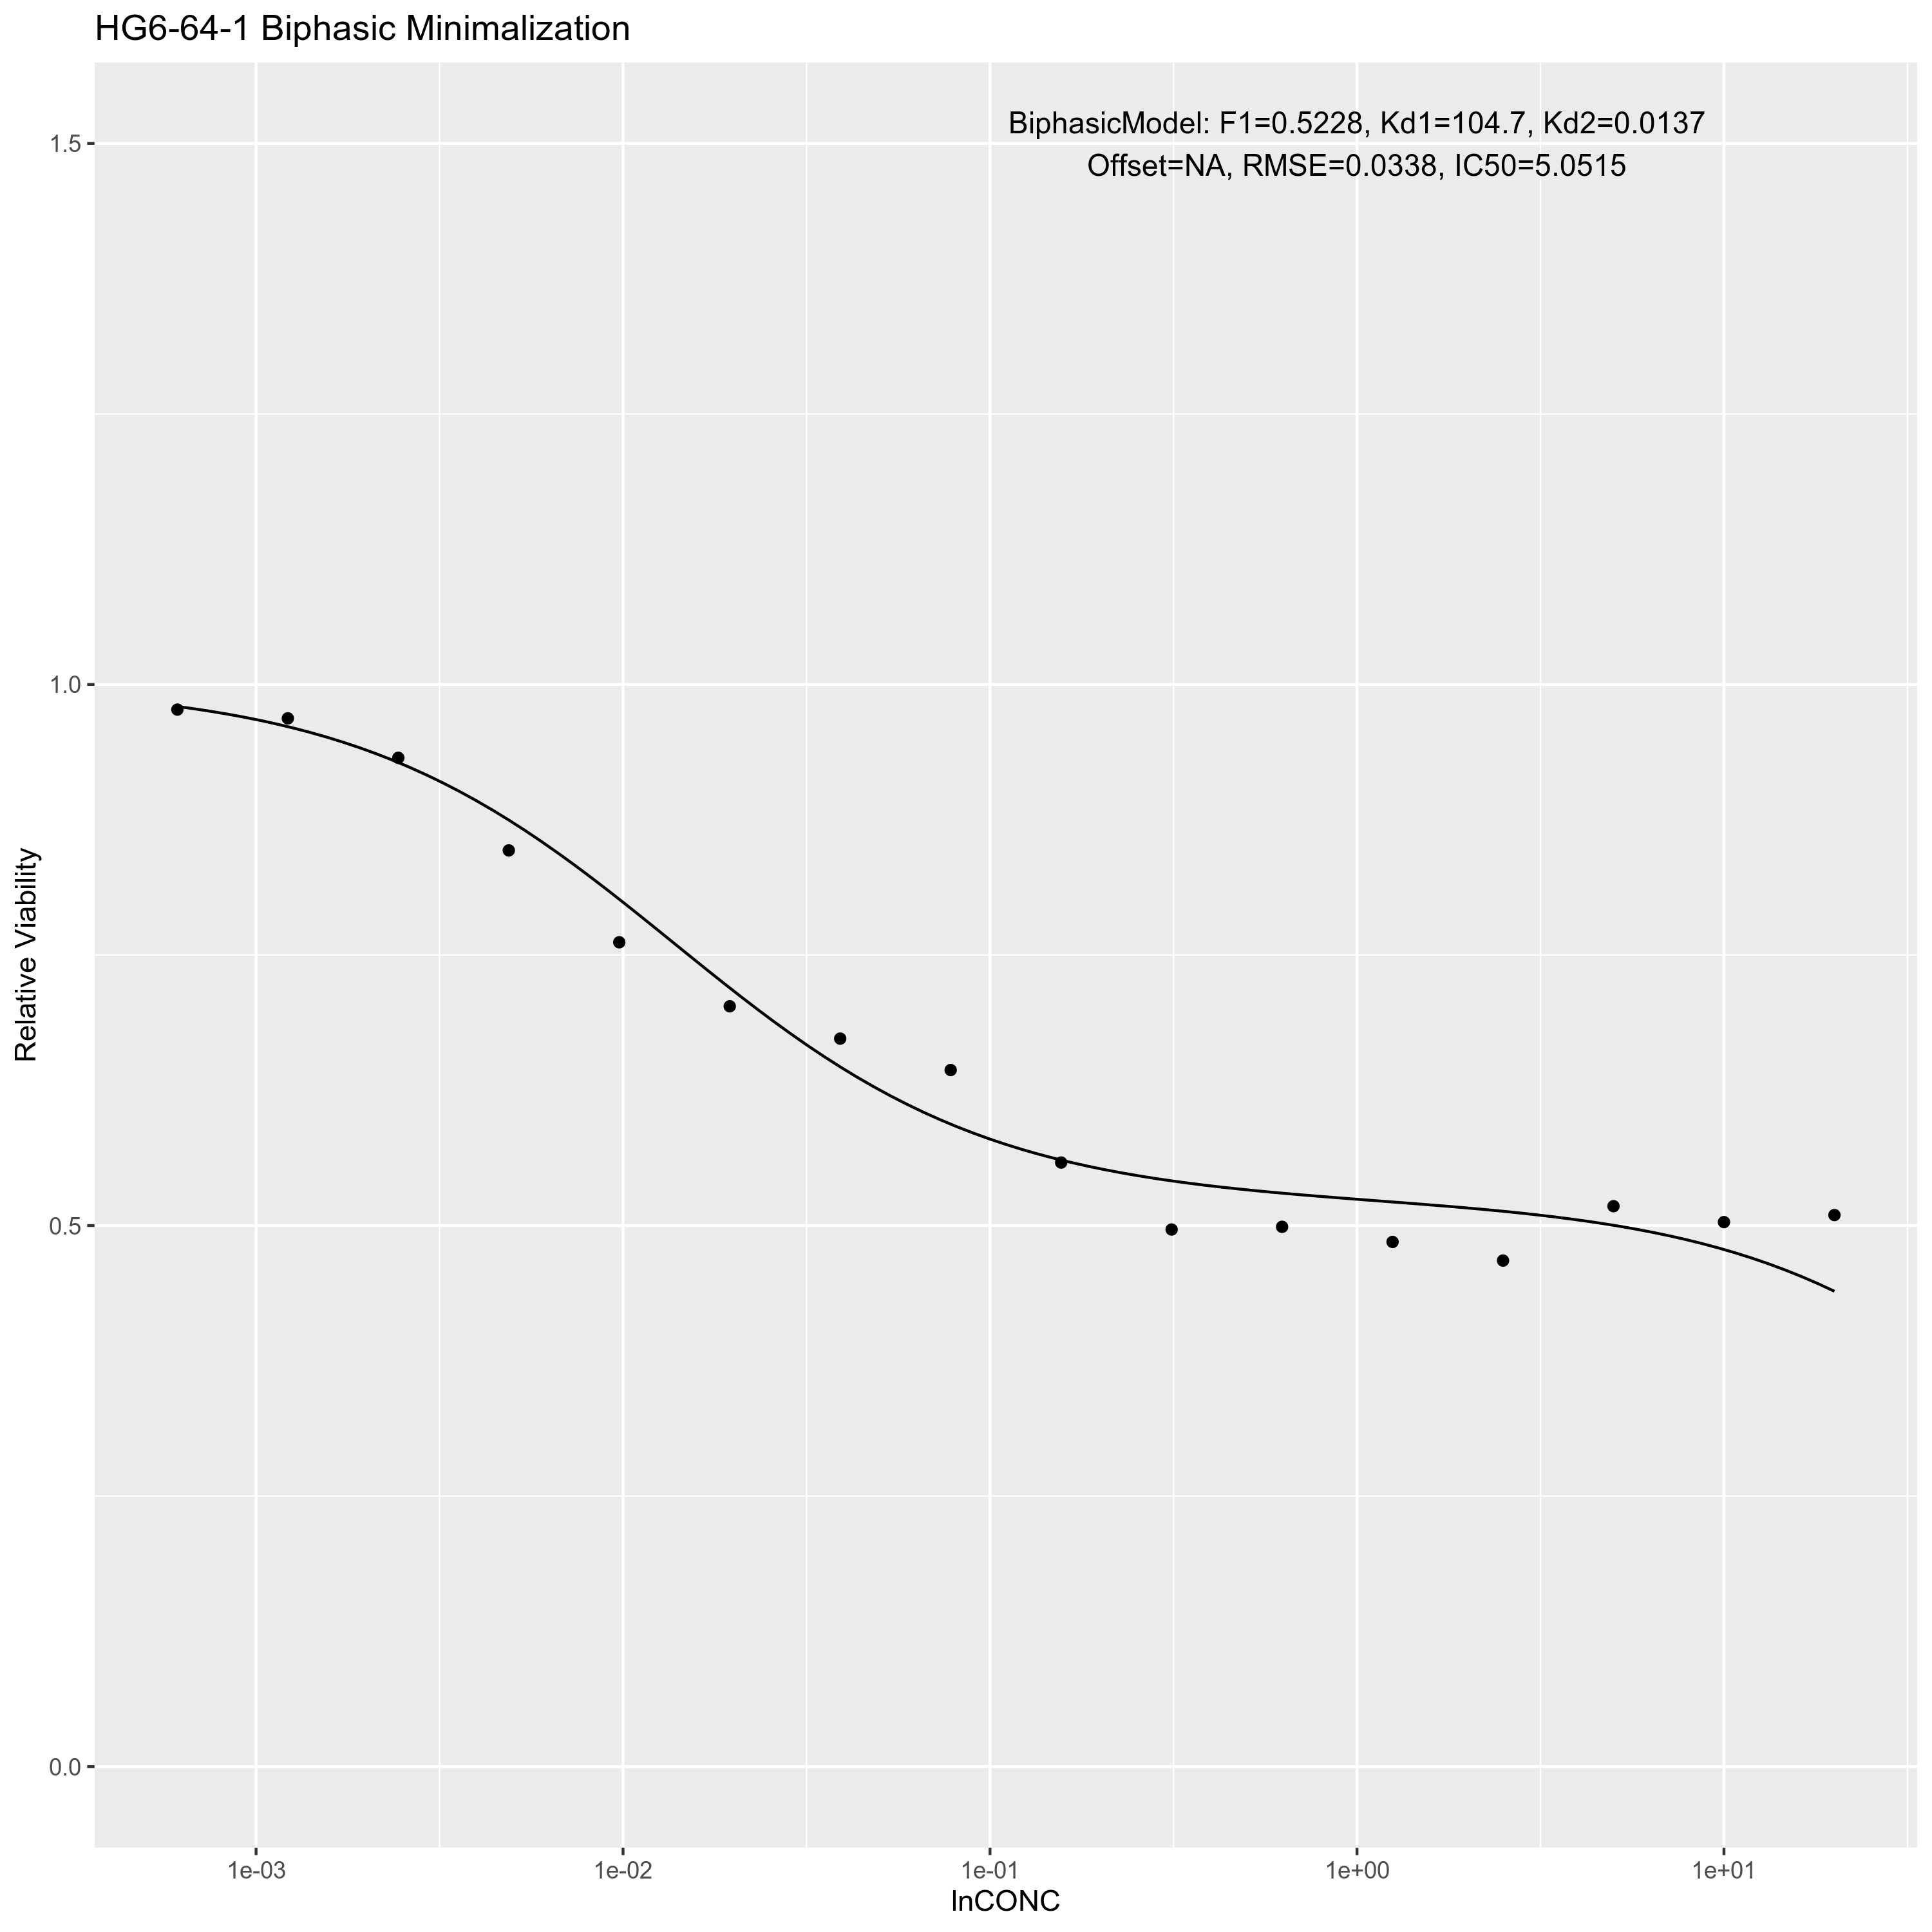 HG6-64-1 Biphasic Minimalization
BiphasicModel: F1=0.5228, Kd1=104.7, Kd2=0.0137
Offset=NA, RMSE=0.0338, IC50=5.0515
1.5
1.0
0.5
0.0
Relative Viability
1e-03 1e-02 1e-01 1e+00 1e+01
lnCONC